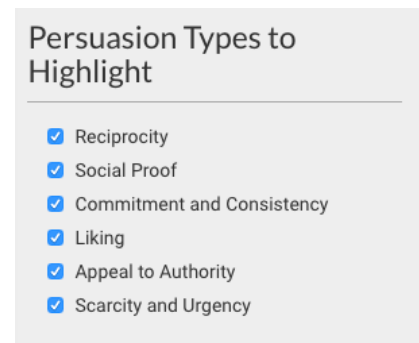 Persuasion Types to
Highlight
Reciprocity
Social Proof
Commitment and Consistency
Liking
Appeal to Authority
Scarcity and Urgency